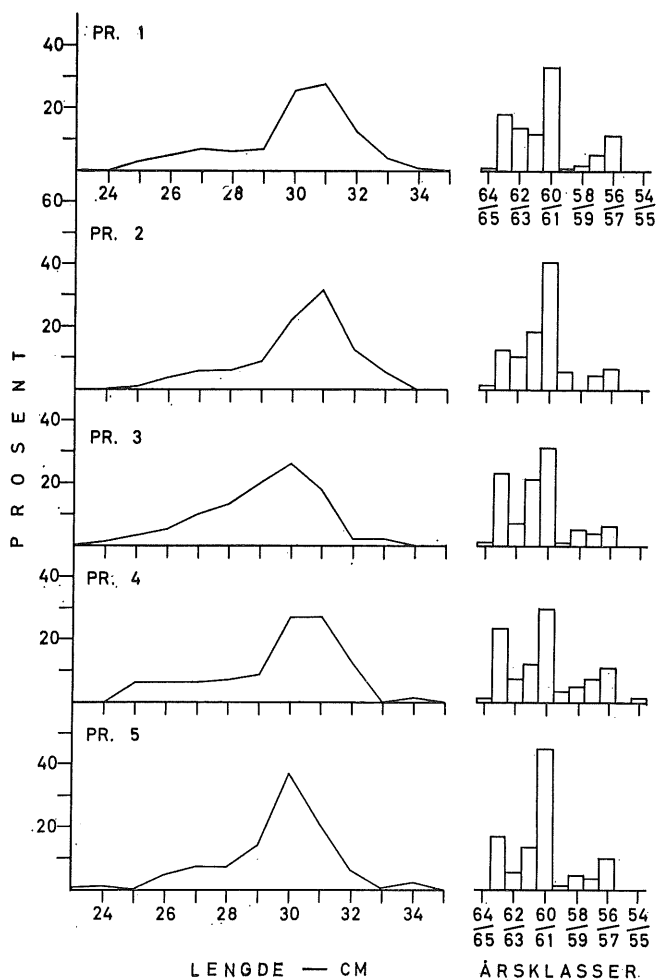 PR. 1
40
20
24 26 28 30 32 34
64/65 62/63 60/61 58/59 56/57 54/55
60
PR. 2
40
20
PR. 3
40
20
PR. 4
40
20
PR. 5
40
20
24 26 28 30 32 34
64/65 62/63 60/61 58/59 56/57 54/55
PROSENT
LENGDE — CM
ÅRSKLASSER